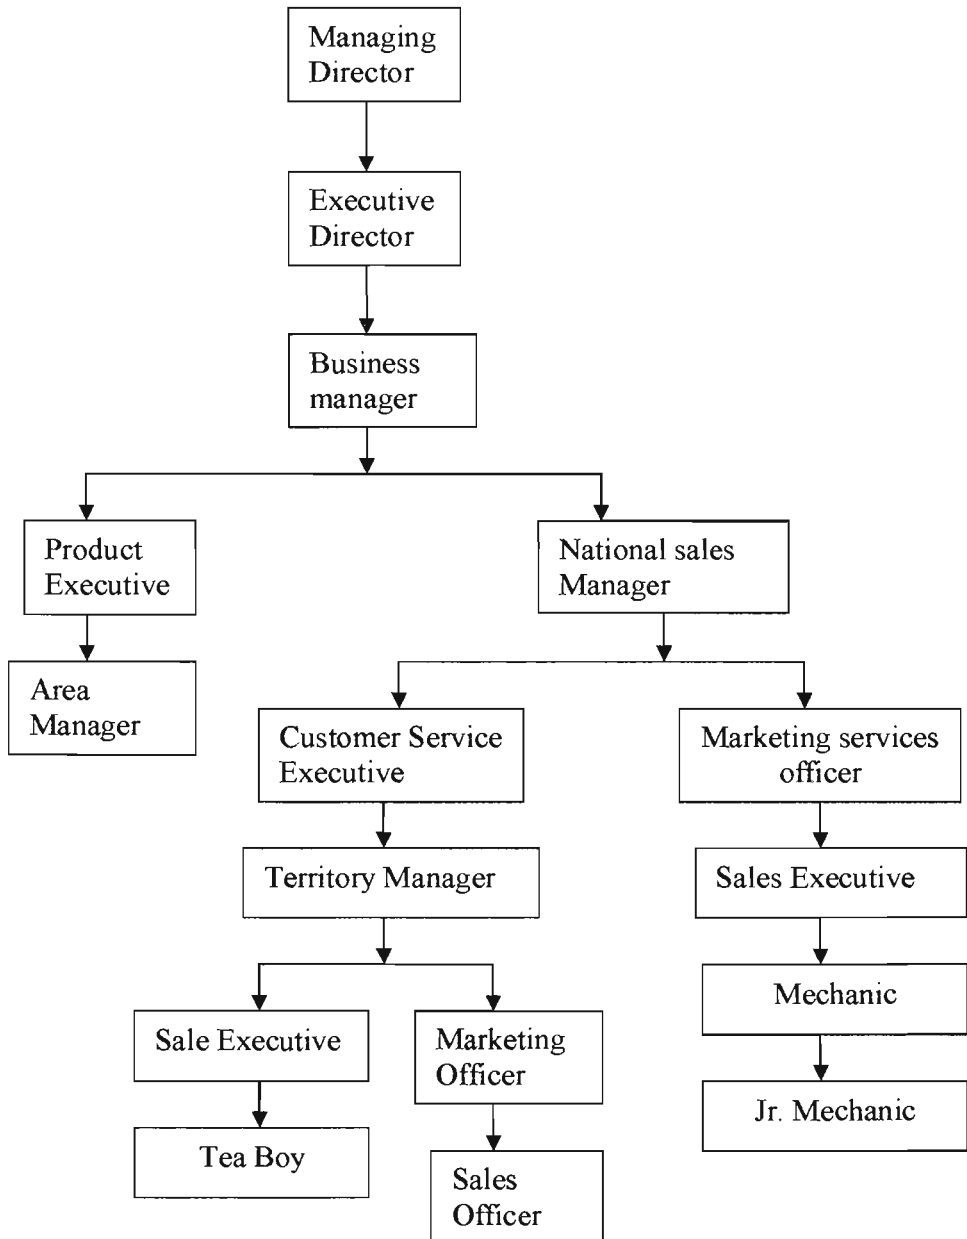 Managing
Director
Executive
Director
Business
manager
Product
Executive
National sales
Manager
Area
Manager
Customer Service
Executive
Marketing services
officer
Territory Manager
Sales Executive
Mechanic
Sale Executive
Marketing
Officer
Jr. Mechanic
Tea Boy
Sales
Officer